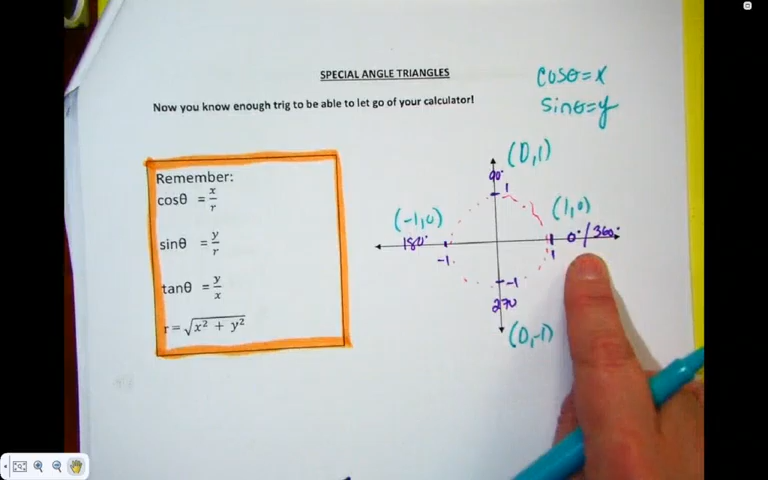 SPECIAL ANGLE TRIANGLES
cosθ = x
Now you know enough trig to be able to let go of your calculator!
sinθ = y
Remember:
cosθ = x/r
sinθ = y/r
tanθ = y/x
r = √x² + y²
(0,1)
90°
1
(-1,0)
(1,0)
180°
0°/360°
-1
1
-1
270
(0,-1)